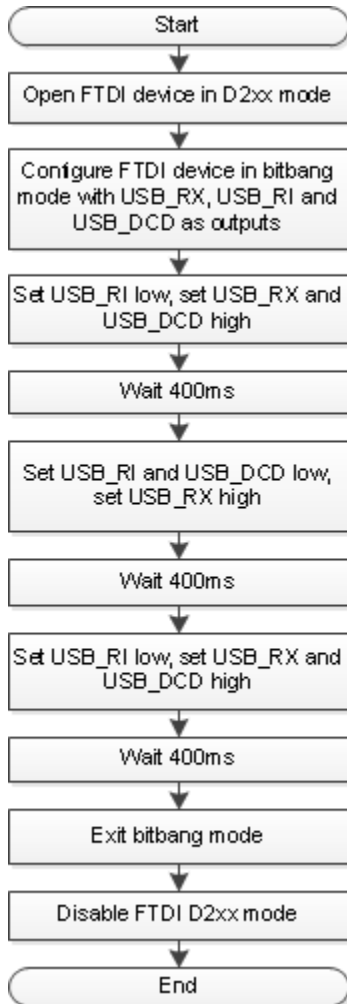 Start
Open FTDI device in D2xx mode
Configure FTDI device in bitbang
mode with USB_RX, USB_RI and
USB_DCD as outputs
Set USB_RI low, set USB_RX and
USB_DCD high
Wait 400ms
Set USB_RI and USB_DCD low,
set USB_RX high
Wait 400ms
Set USB_RI low, set USB_RX and
USB_DCD high
Wait 400ms
Exit bitbang mode
Disable FTDI D2xx mode
End